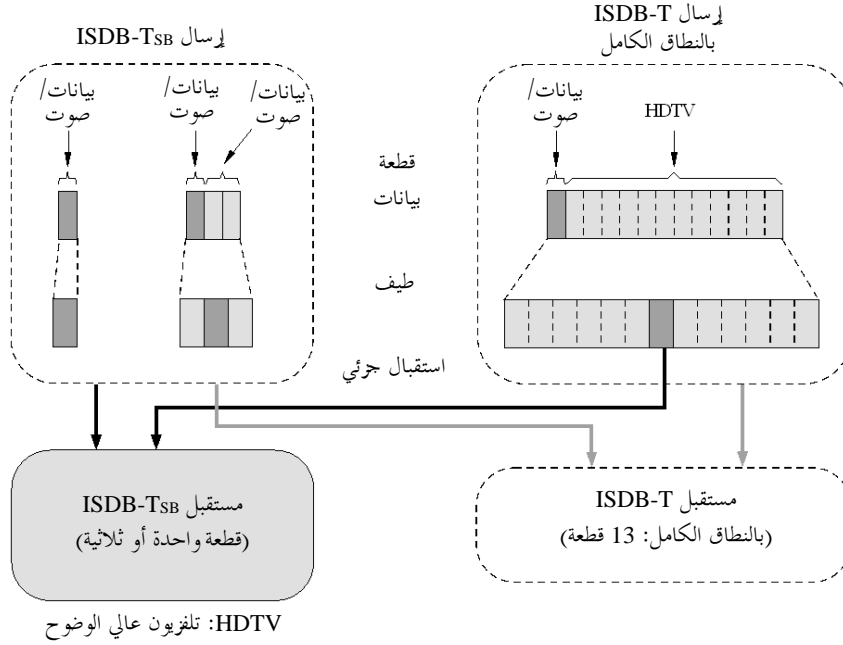 إرسال ISDB-T
بالنطاق الكامل
إرسال ISDB-TSB
بيانات/
صوت
HDTV
بيانات/
صوت
بيانات/
صوت
بيانات/
صوت
قطعة
بيانات
طيف
استقبال جزئي
مستقبل ISDB-T
(بالنطاق الكامل: 13 قطعة)
مستقبل ISDB-TSB
(قطعة واحدة أو ثلاثية)
HDTV: تلفزيون عالي الوضوح